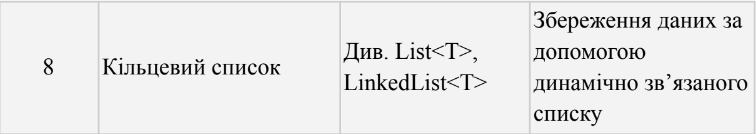 8
Кільцевий список
Див. List<T>,
LinkedList<T>
Збереження даних за
допомогою
динамічно зв’язаного
списку